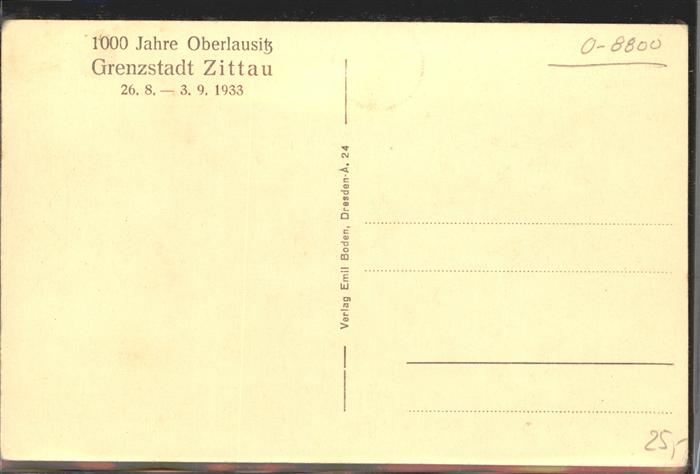 1000 Jahre Oberlausitz
Grenzstadt Zittau
26. 8. — 3. 9. 1933
O-8800
Verlag Emil Boden, Dresden-A. 24
25,-